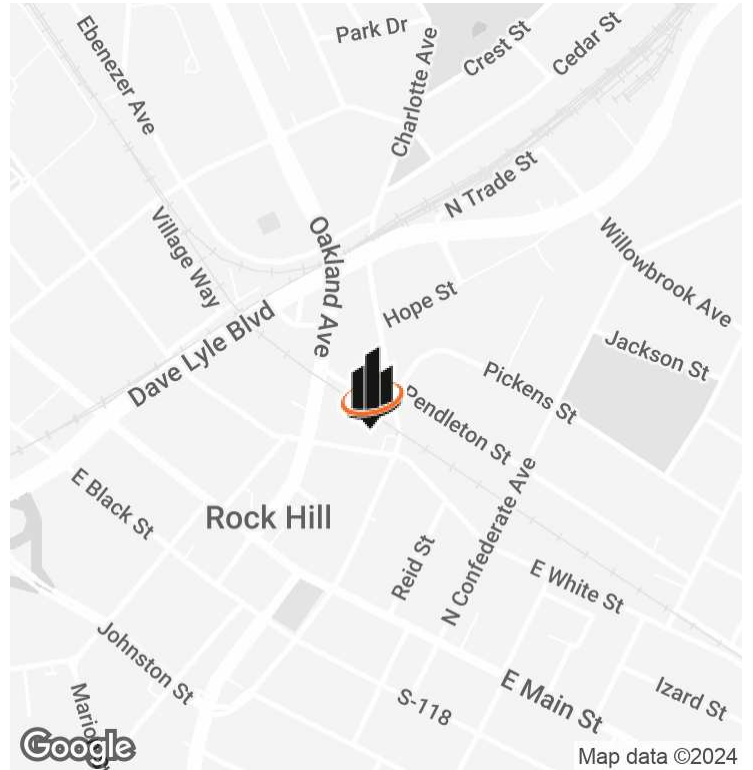 Park Dr
Crest St
Cedar St
Ebenezer Ave
Charlotte Ave
N Trade St
Village Way
Oakland Ave
Willowbrook Ave
Hope St
Dave Lyle Blvd
Jackson St
Pickens St
Pendleton St
E Black St
Rock Hill
N Confederate Ave
Reid St
E White St
Johnston St
E Main St
Izard St
S-118
Google
Map data ©2024